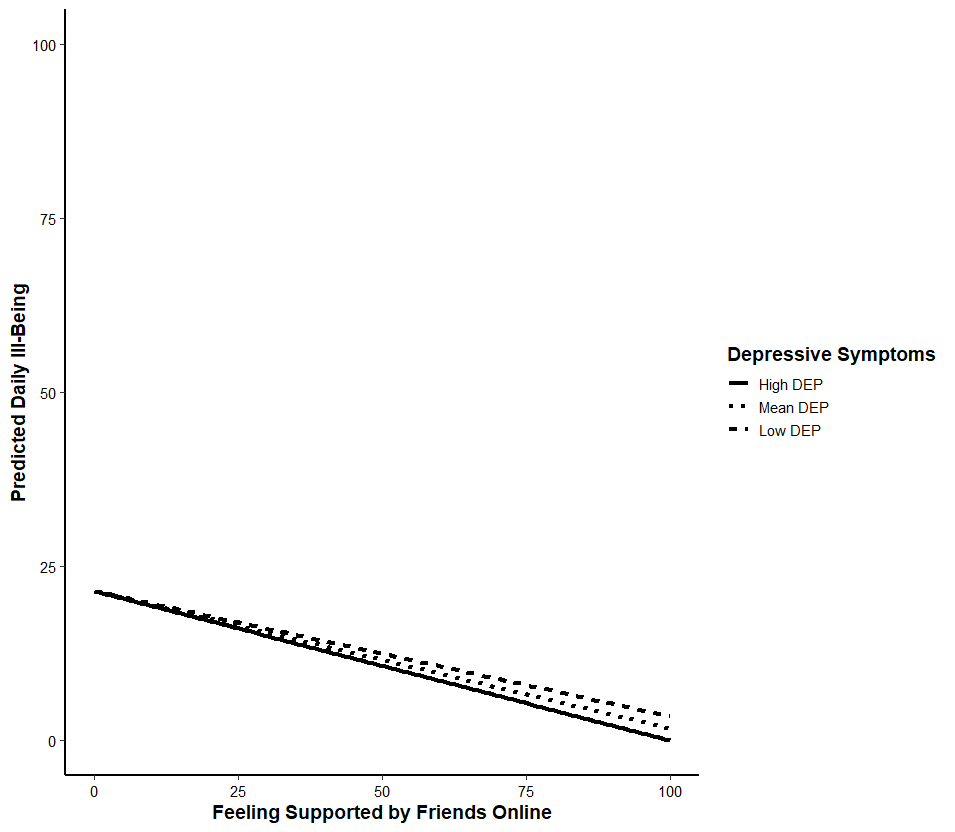 100
75
50
25
0
Predicted Daily Ill-Being
0 25 50 75 100
Feeling Supported by Friends Online
Depressive Symptoms
High DEP
Mean DEP
Low DEP